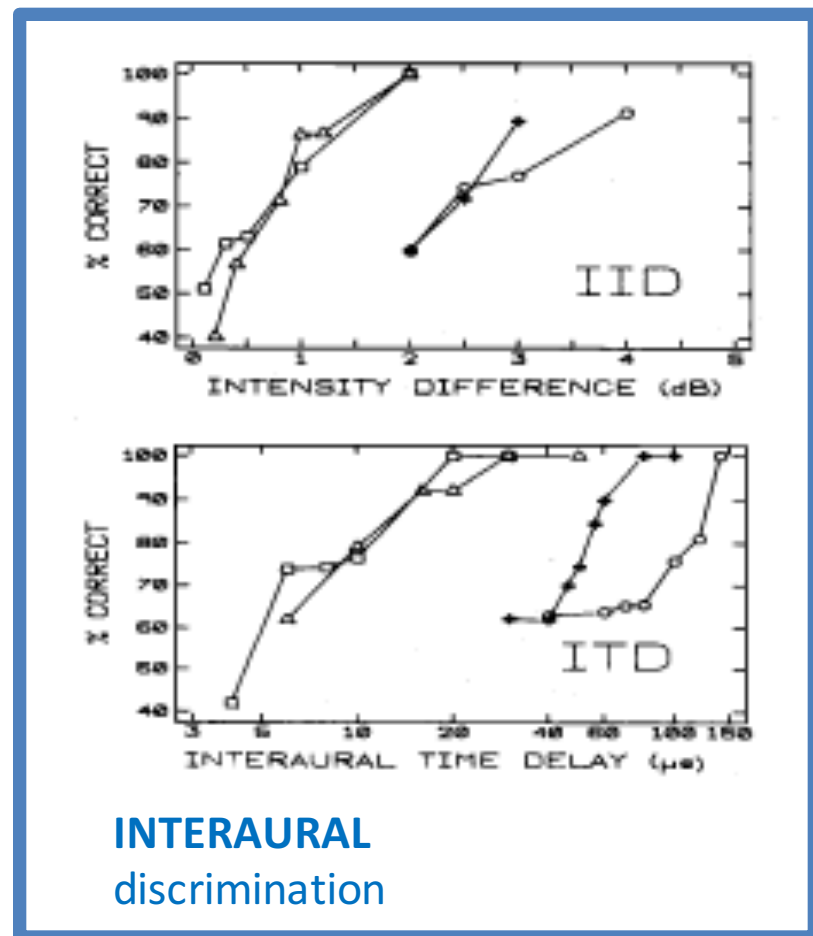 100
90
80
70
60
50
40
% CORRECT
IID
0 1 2 3 4 5
INTENSITY DIFFERENCE (dB)
100
90
80
70
60
50
40
% CORRECT
ITD
3 5 10 20 40 60 100 150
INTERAURAL TIME DELAY (µs)
INTERAURAL
discrimination